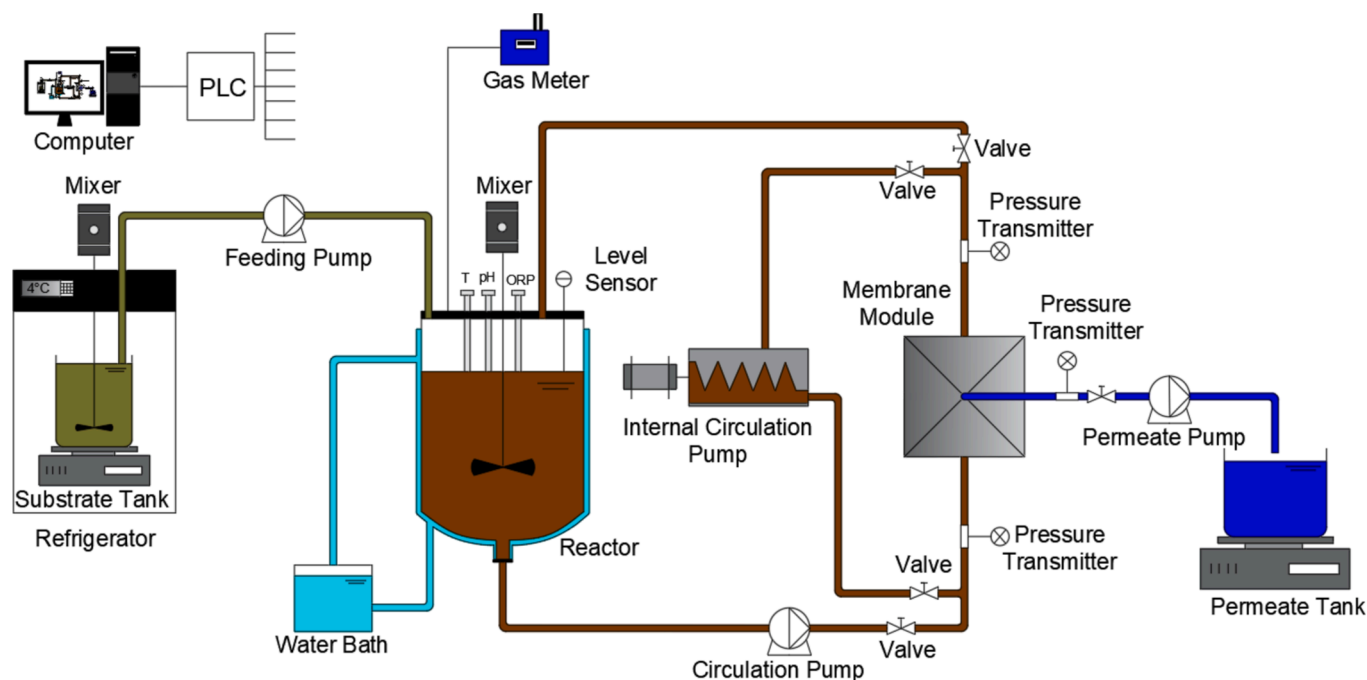 Gas Meter
PLC
Computer
Valve
Mixer
Mixer
Valve
Pressure
Transmitter
Feeding Pump
Level
Sensor
T
pH
ORP
4°C
Membrane
Module
Pressure
Transmitter
Internal Circulation
Pump
Permeate Pump
Substrate Tank
Refrigerator
Reactor
Pressure
Transmitter
Valve
Permeate Tank
Water Bath
Circulation Pump
Valve